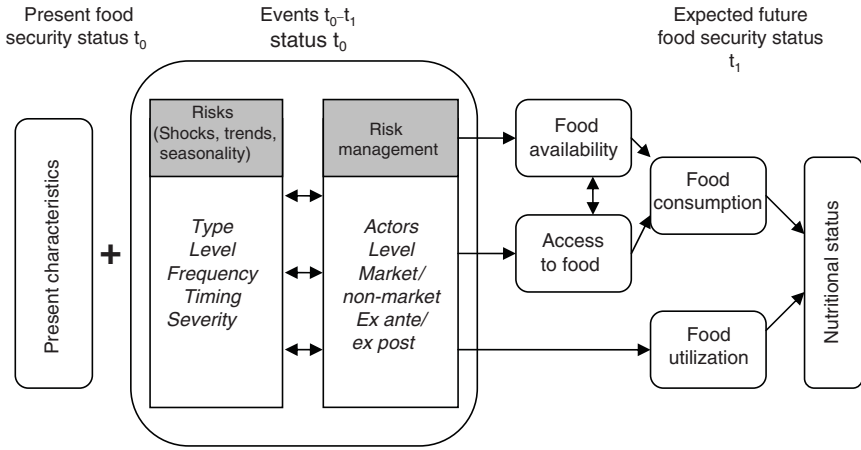 Present food
security status t0
Events t0–t1
status t0
Expected future
food security status
t1
Present characteristics
+
Risks
(Shocks, trends,
seasonality)
Type
Level
Frequency
Timing
Severity
Risk
management
Actors
Level
Market/
non-market
Ex ante/
ex post
Food
availability
Access
to food
Food
consumption
Food
utilization
Nutritional status